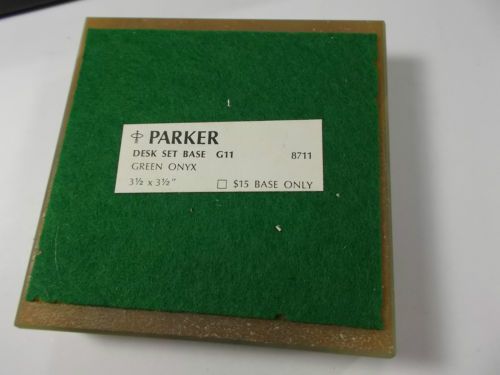 PARKER
DESK SET BASE G11 8711
GREEN ONYX
3½ x 3½" □ $15 BASE ONLY